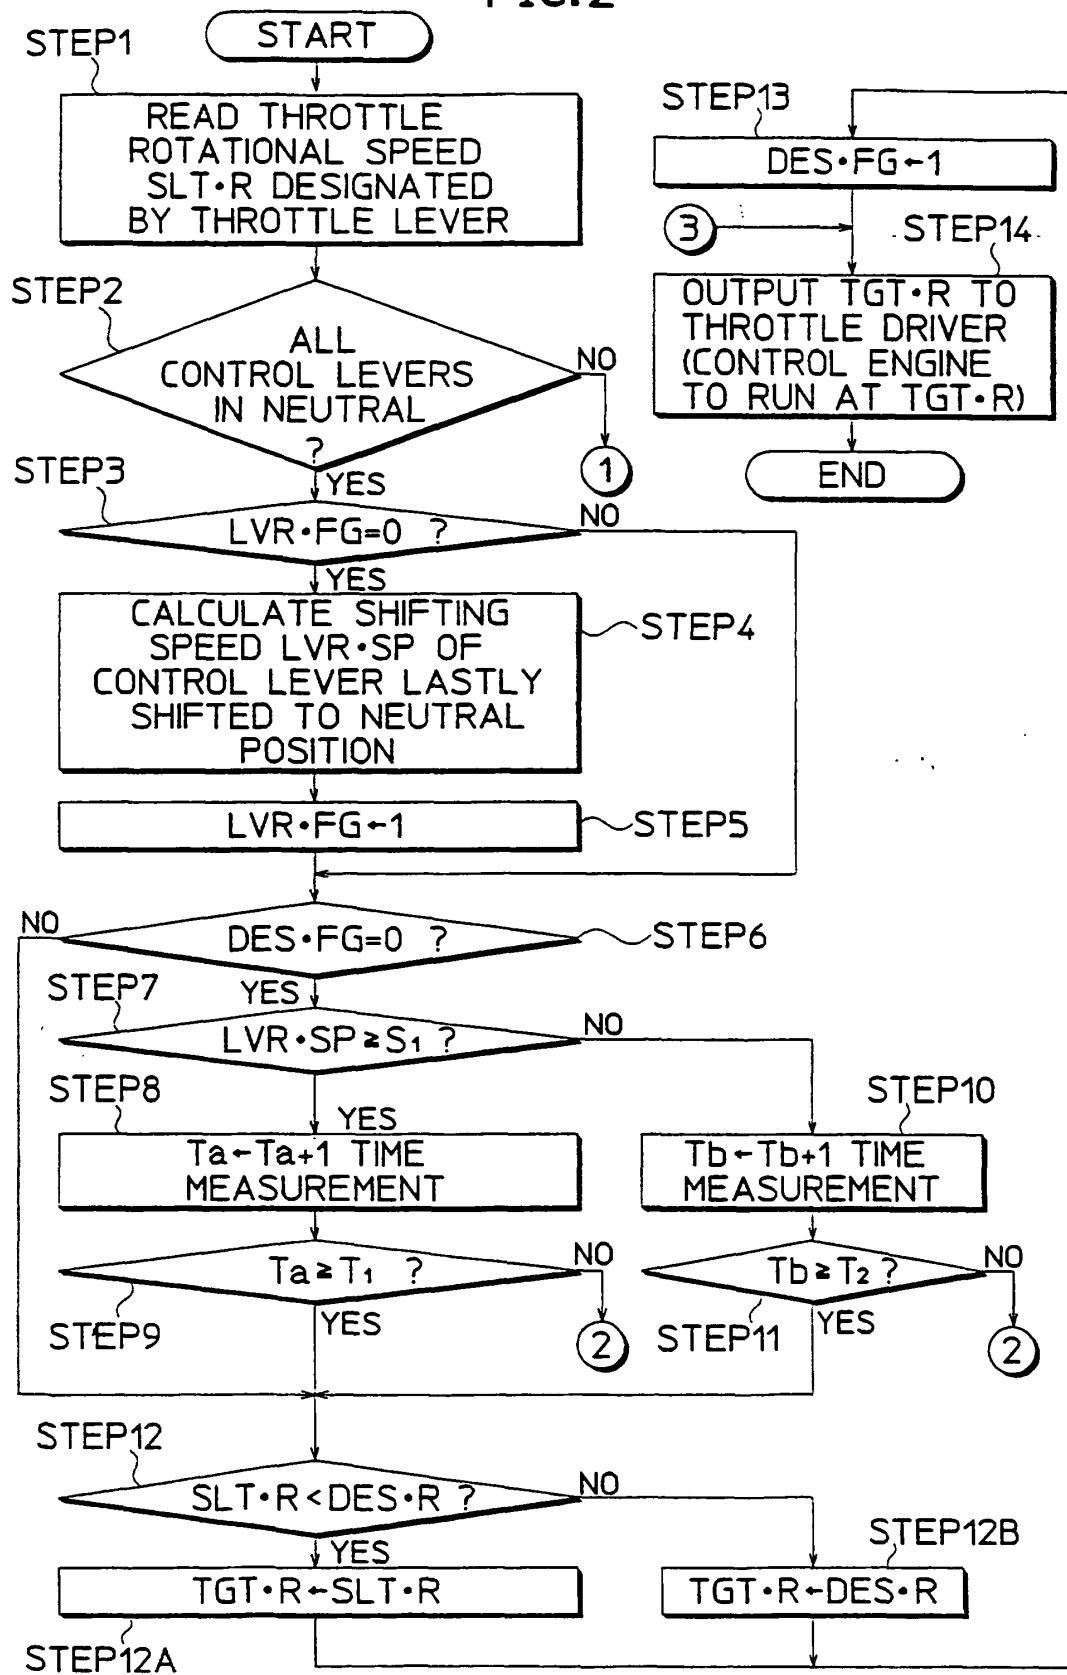 FIG.2
START
STEP1
READ THROTTLE
ROTATIONAL SPEED
SLT•R DESIGNATED
BY THROTTLE LEVER
STEP2
ALL
CONTROL LEVERS
IN NEUTRAL
?
NO
1
YES
STEP3
LVR•FG=0 ?
NO
YES
CALCULATE SHIFTING
SPEED LVR•SP OF
CONTROL LEVER LASTLY
SHIFTED TO NEUTRAL
POSITION
STEP4
LVR•FG←1
STEP5
NO
DES•FG=0 ?
STEP6
YES
STEP7
LVR•SP≥S1 ?
NO
STEP8
YES
Ta←Ta+1 TIME
MEASUREMENT
STEP10
Tb←Tb+1 TIME
MEASUREMENT
Ta≥T1 ?
NO
STEP9
YES
2
Tb≥T2 ?
NO
STEP11
YES
2
STEP12
SLT•R<DES•R ?
NO
YES
TGT•R←SLT•R
STEP12A
STEP12B
TGT•R←DES•R
STEP13
DES•FG←1
3
STEP14
OUTPUT TGT•R TO
THROTTLE DRIVER
(CONTROL ENGINE
TO RUN AT TGT•R)
END